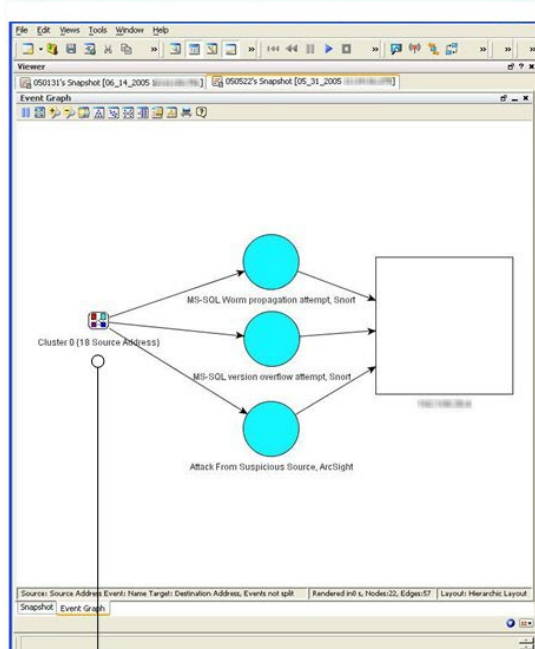 File Edit Views Tools Window Help
Viewer
050131's Snapshot [06_14_2005
050522's Snapshot [05_31_2005
Event Graph
MS-SQL Worm propagation attempt, Snort
Cluster 0 {18 Source Address}
MS-SQL version overflow attempt, Snort
Attack From Suspicious Source, ArcSight
Source: Source Address Event: Name Target: Destination Address, Events not split
Rendered in0 s, Nodes:22, Edges:57
Layout: Hierarchic Layout
Snapshot Event Graph